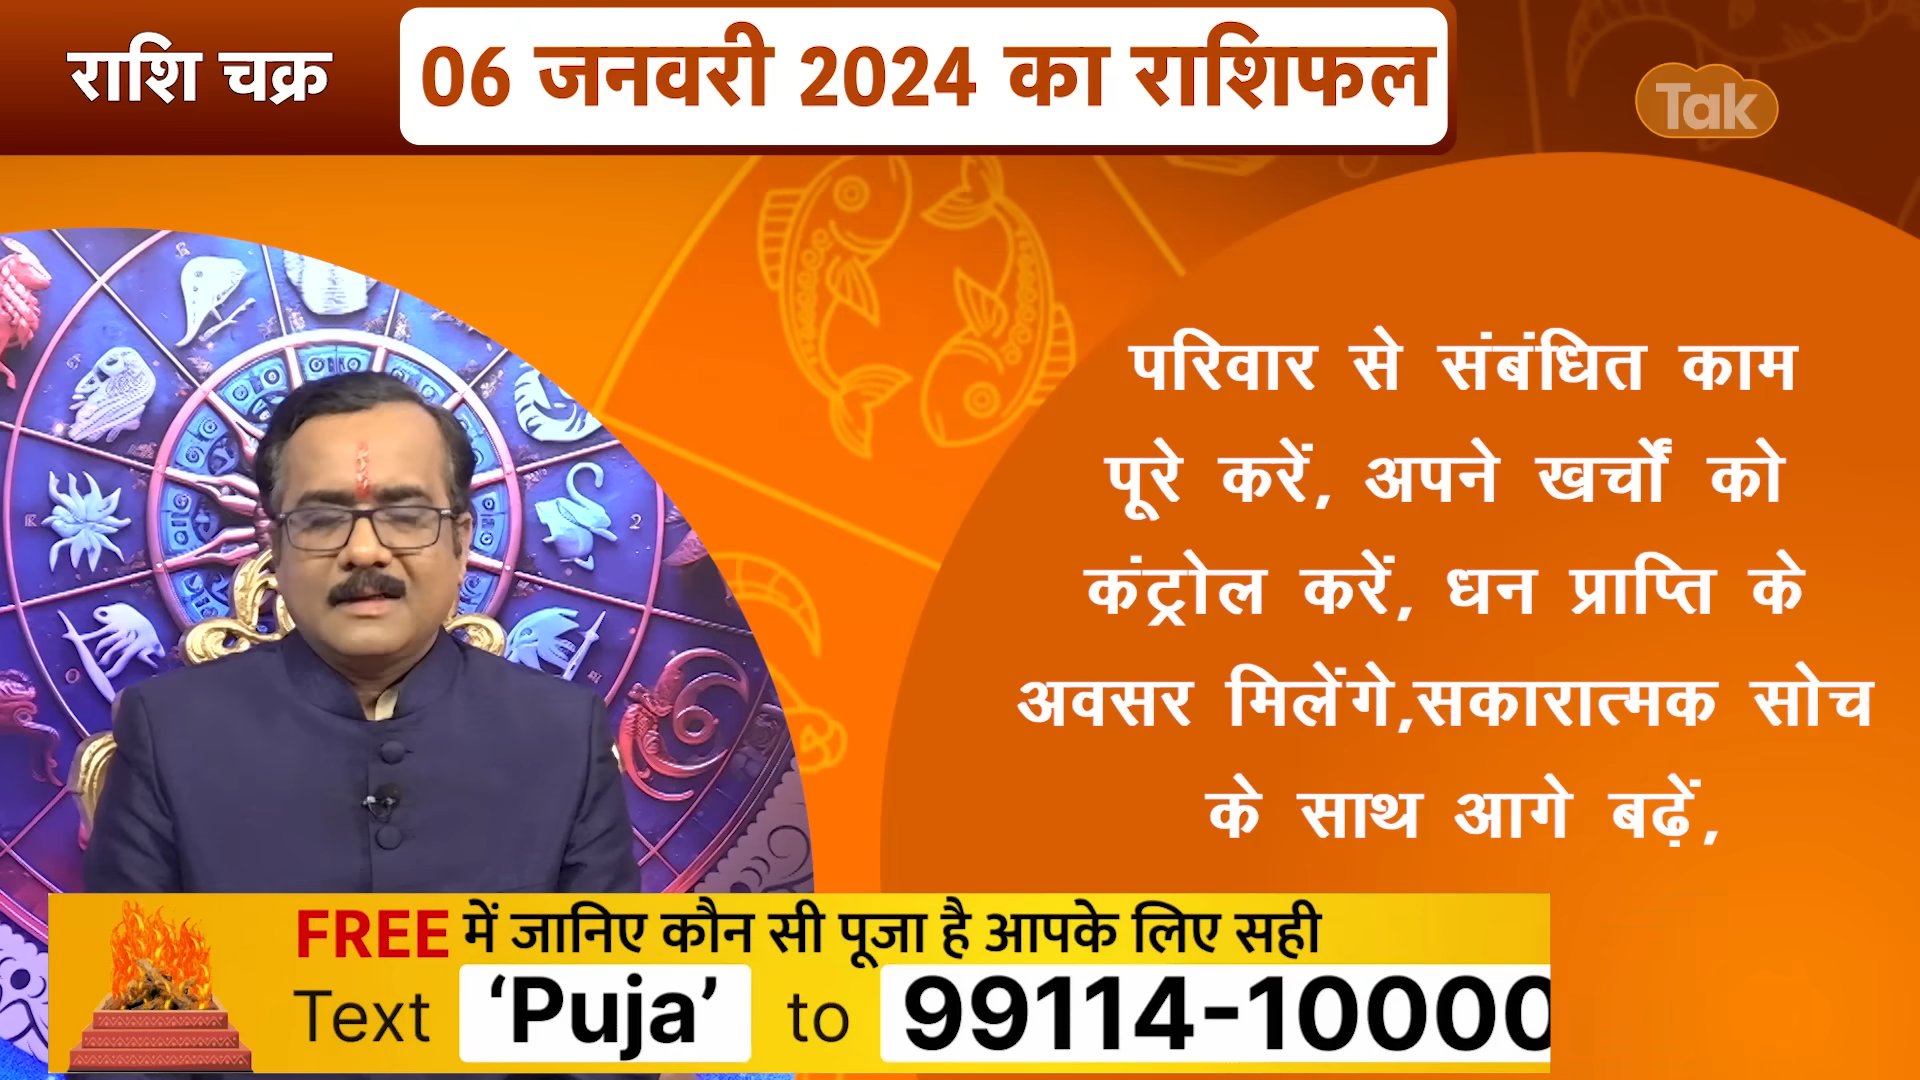 राशि चक्र
06 जनवरी 2024 का राशिफल
Tak
परिवार से संबंधित काम
पूरे करें, अपने खर्चों को
कंट्रोल करें, धन प्राप्ति के
अवसर मिलेंगे,सकारात्मक सोच
के साथ आगे बढ़ें,
FREE में जानिए कौन सी पूजा है आपके लिए सही
Text ‘Puja’ to 99114-10000